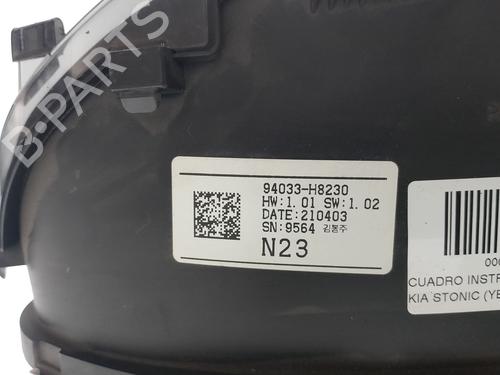 B-PARTS
94033-H8230
HW:1.01 SW:1.02
DATE:210403
SN:9564 김봉주
N23
CUADRO INSTR
KIA STONIC (YB